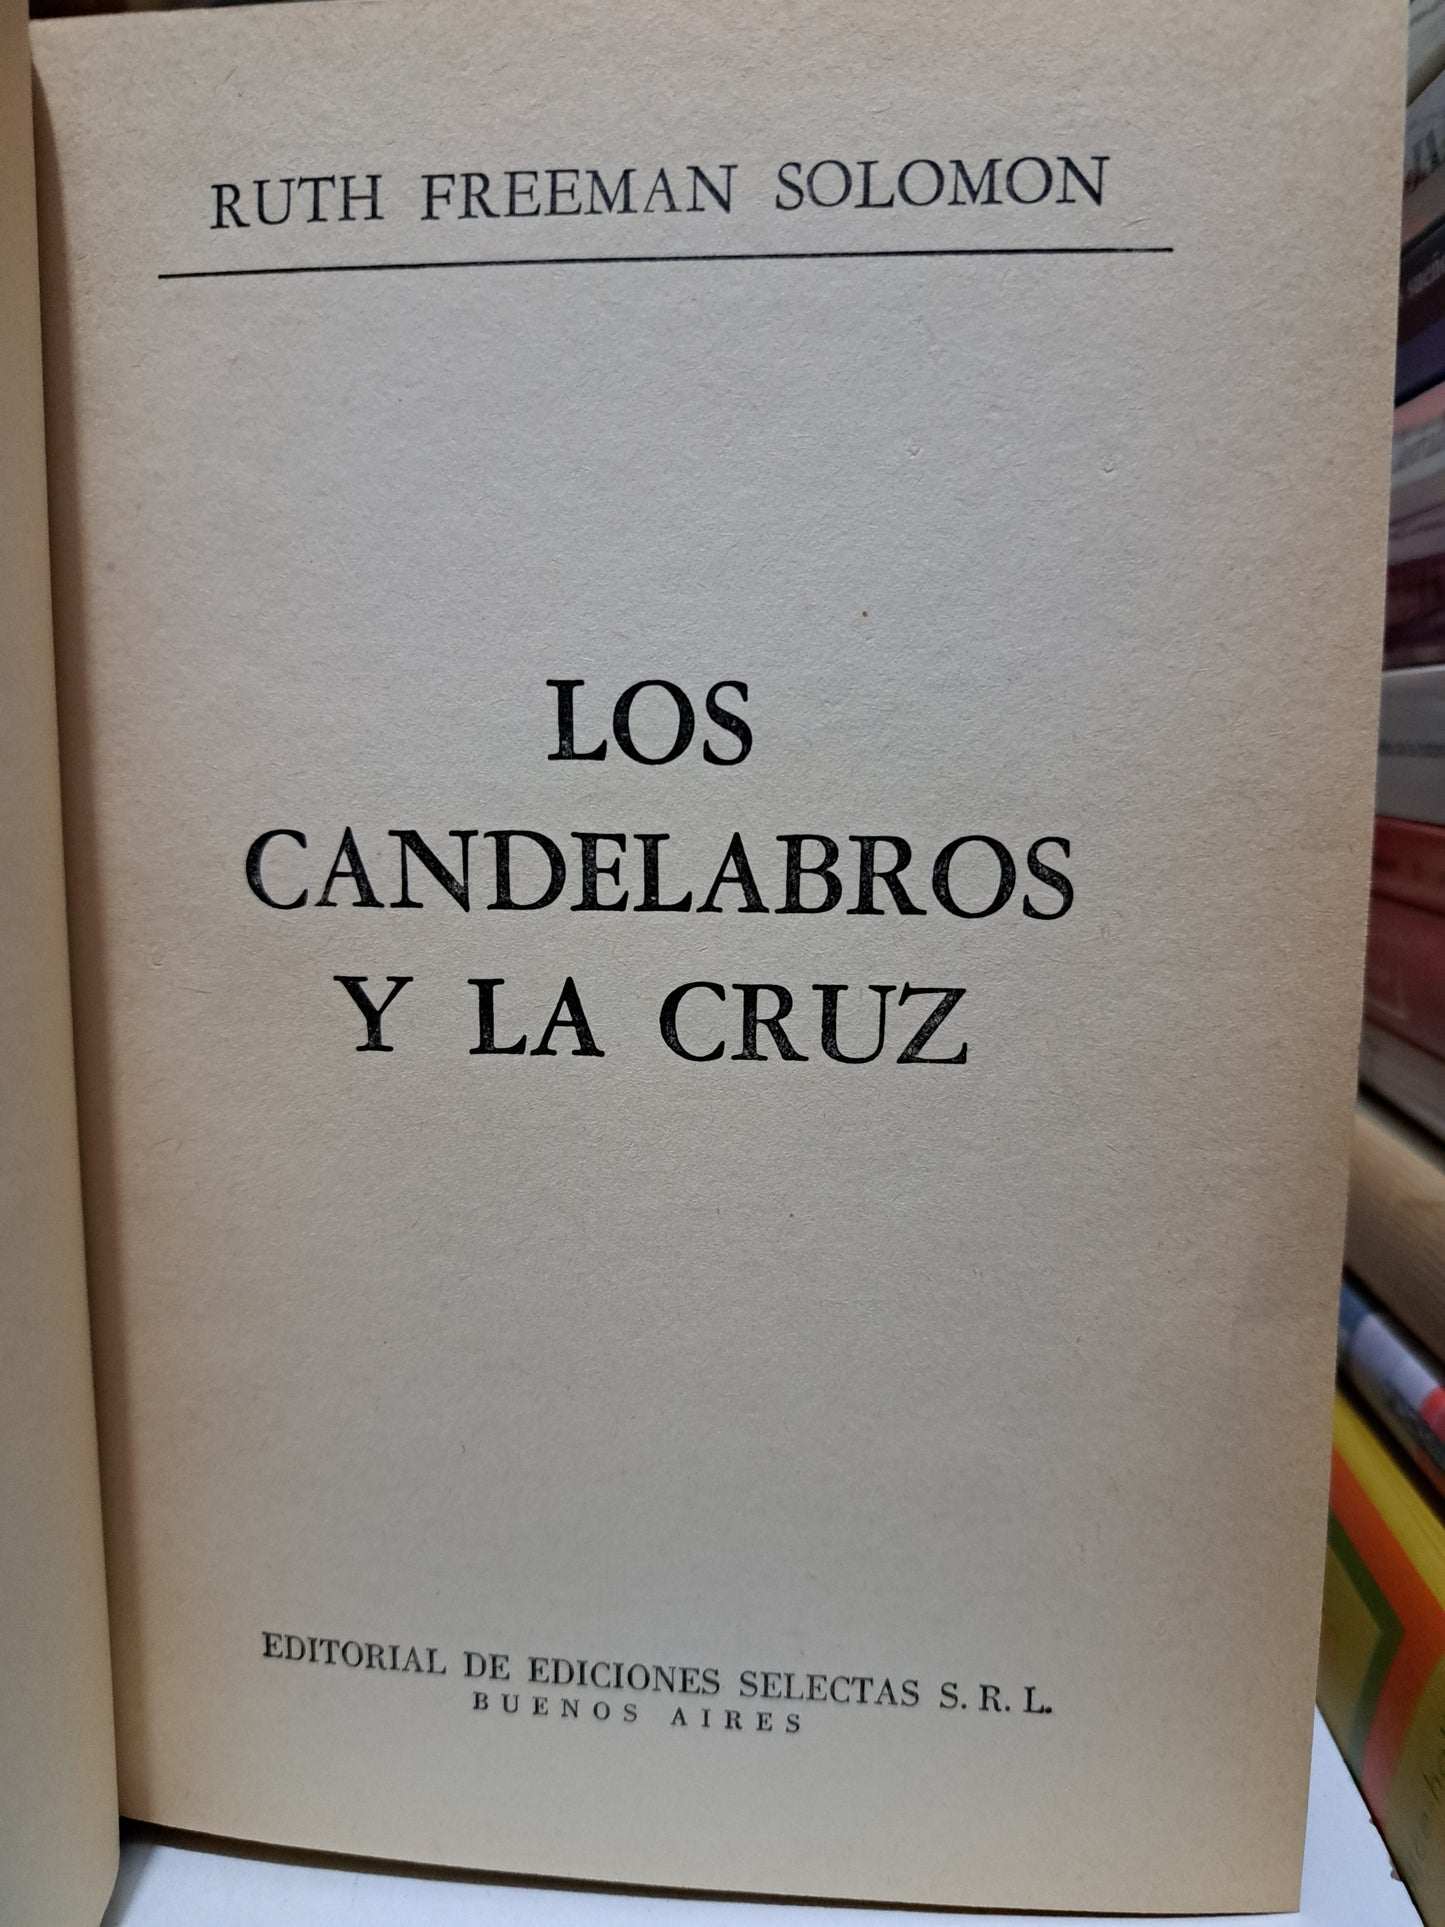 RUTH FREEMAN SOLOMON
LOS
CANDELABROS
Y LA CRUZ
EDITORIAL DE EDICIONES SELECTAS S. R. L.
BUENOS AIRES